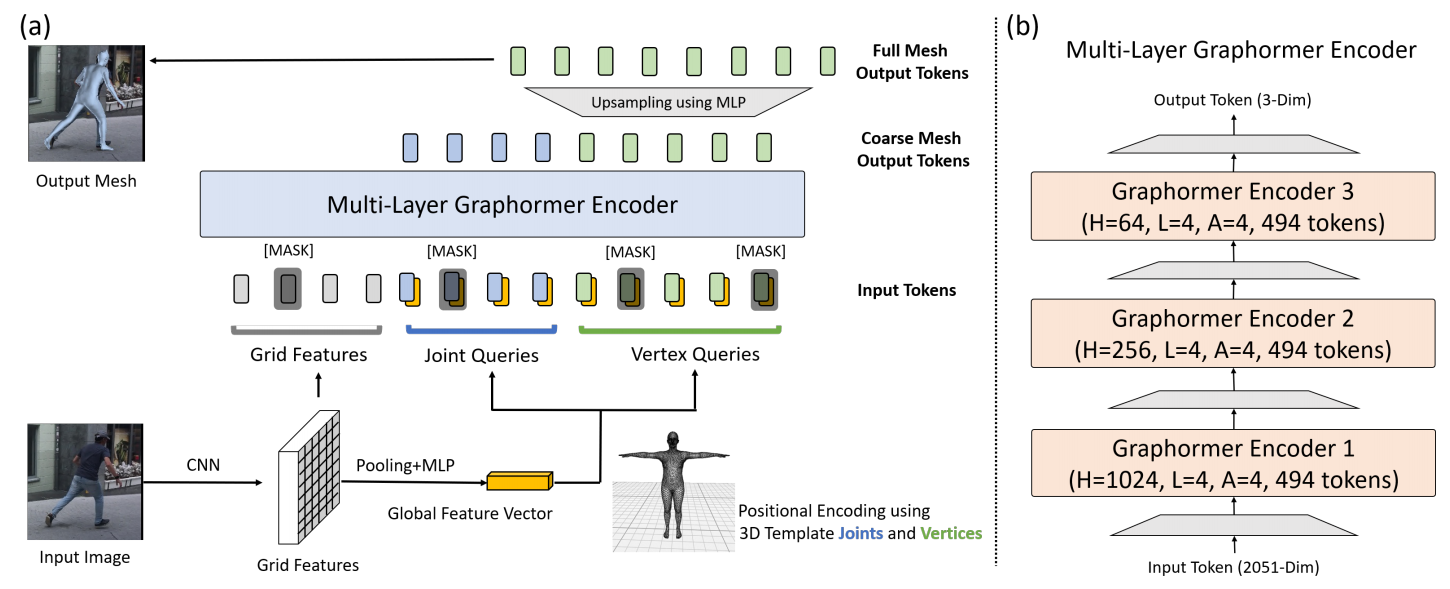 (a)
Full Mesh
Output Tokens
Upsampling using MLP
Coarse Mesh
Output Tokens
Output Mesh
Multi-Layer Graphormer Encoder
[MASK]
[MASK]
[MASK]
[MASK]
Input Tokens
Grid Features
Joint Queries
Vertex Queries
CNN
Pooling+MLP
Global Feature Vector
Positional Encoding using
3D Template Joints and Vertices
Input Image
Grid Features
(b)
Multi-Layer Graphormer Encoder
Output Token (3-Dim)
Graphormer Encoder 3
(H=64, L=4, A=4, 494 tokens)
Graphormer Encoder 2
(H=256, L=4, A=4, 494 tokens)
Graphormer Encoder 1
(H=1024, L=4, A=4, 494 tokens)
Input Token (2051-Dim)